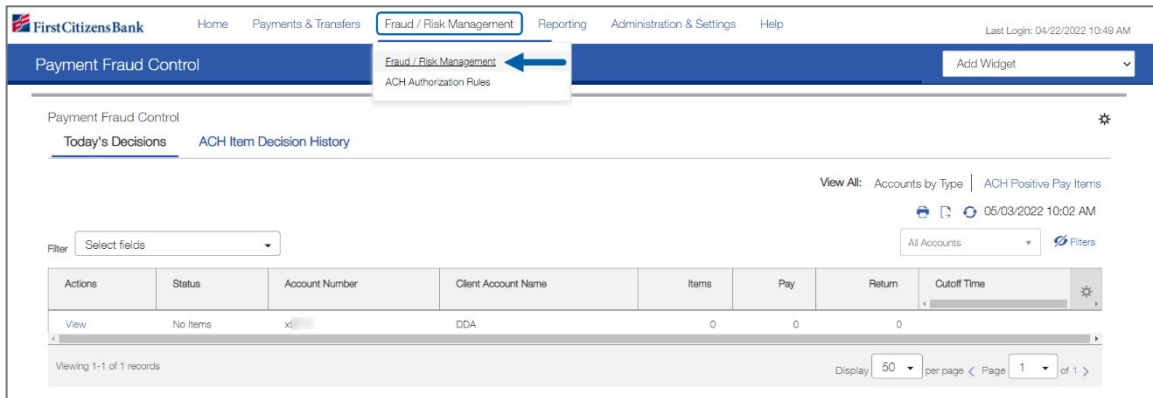 First Citizens Bank Home Payments & Transfers Fraud / Risk Management Reporting Administration & Settings Help Last Login: 04/22/2022 10:49 AM
Payment Fraud Control Fraud / Risk Management Add Widget
ACH Authorization Rules
Payment Fraud Control
Today's Decisions ACH Item Decision History
View All: Accounts by Type | ACH Positive Pay Items
05/03/2022 10:02 AM
Filter Select fields All Accounts Filters
Actions Status Account Number Client Account Name Items Pay Return Cutoff Time
View No Items DDA 0 0 0
Viewing 1-1 of 1 records Display 50 per page < Page 1 of 1 >